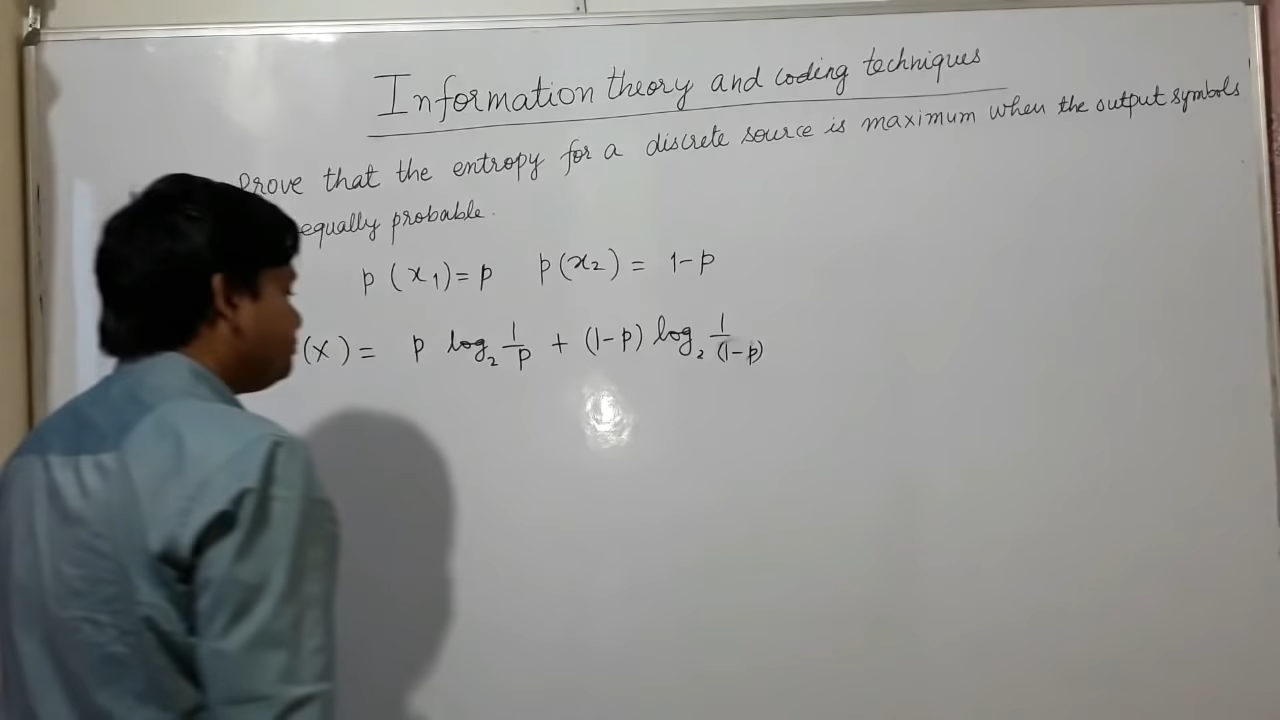 Information theory and coding techniques
Prove that the entropy for a discrete source is maximum when the output symbols
equally probable.
p(x₁)=p p(x₂) = 1-p
(x) = p log₂ 1/p + (1-p) log₂ 1/(1-p)